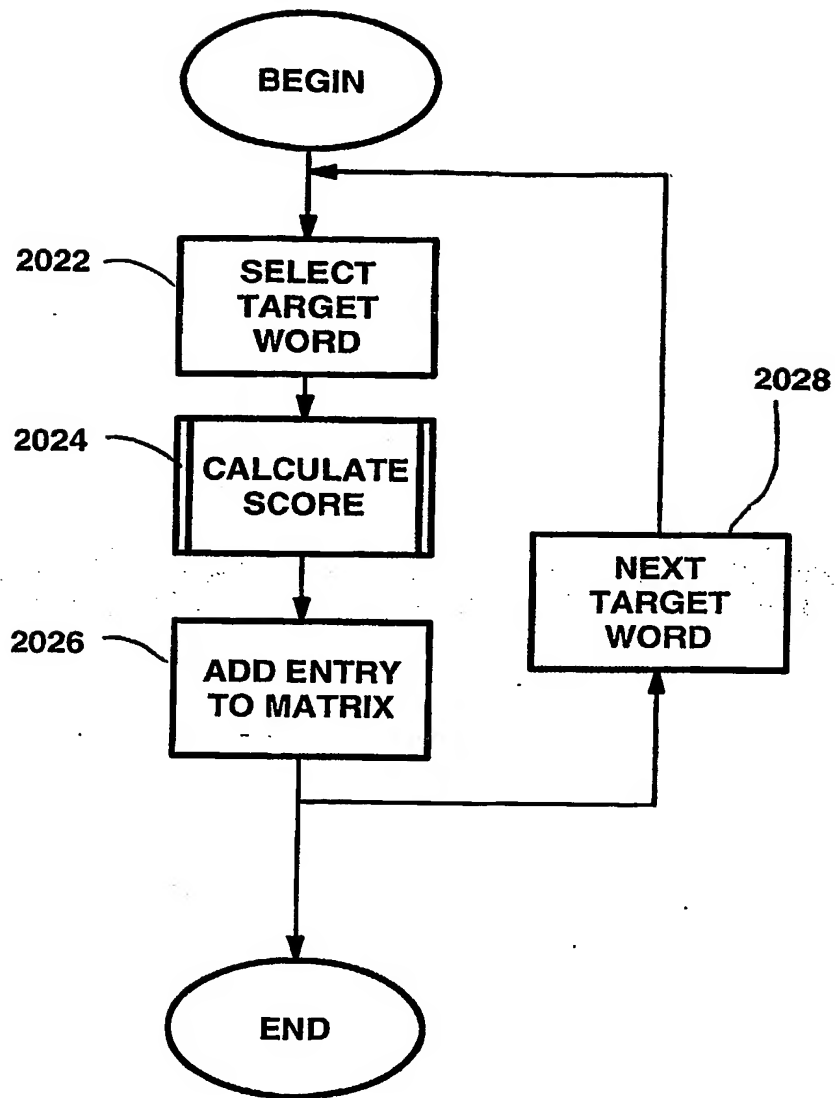 BEGIN
2022
SELECT
TARGET
WORD
2024
CALCULATE
SCORE
2028
NEXT
TARGET
WORD
2026
ADD ENTRY
TO MATRIX
END